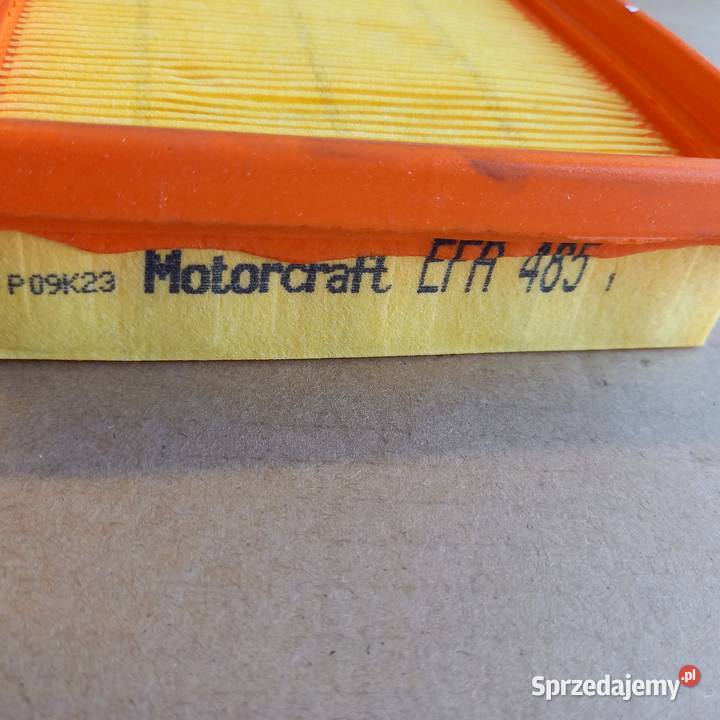 P09K23 Motorcraft EFA 485 1
Sprzedajemy.pl